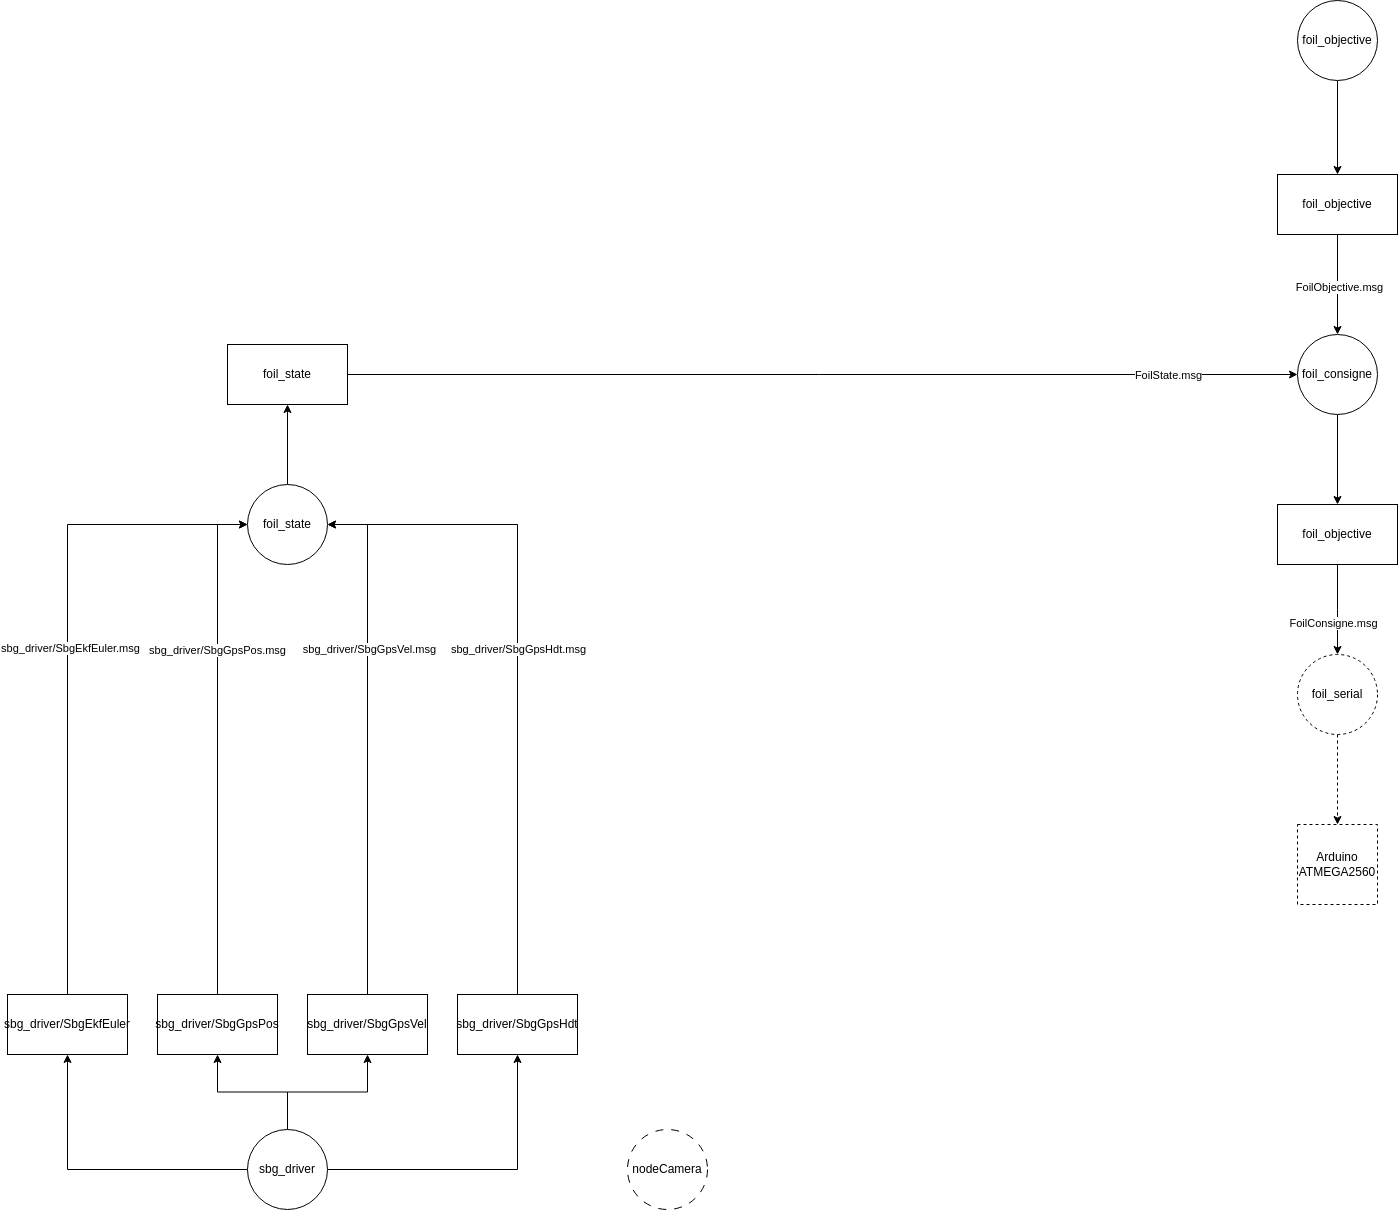 foil_objective
foil_objective
FoilObjective.msg
foil_state
FoilState.msg
foil_consigne
foil_state
foil_objective
FoilConsigne.msg
sbg_driver/SbgEkfEuler.msg
sbg_driver/SbgGpsPos.msg
sbg_driver/SbgGpsVel.msg
sbg_driver/SbgGpsHdt.msg
foil_serial
Arduino
ATMEGA2560
sbg_driver/SbgEkfEuler
sbg_driver/SbgGpsPos
sbg_driver/SbgGpsVel
sbg_driver/SbgGpsHdt
sbg_driver
nodeCamera